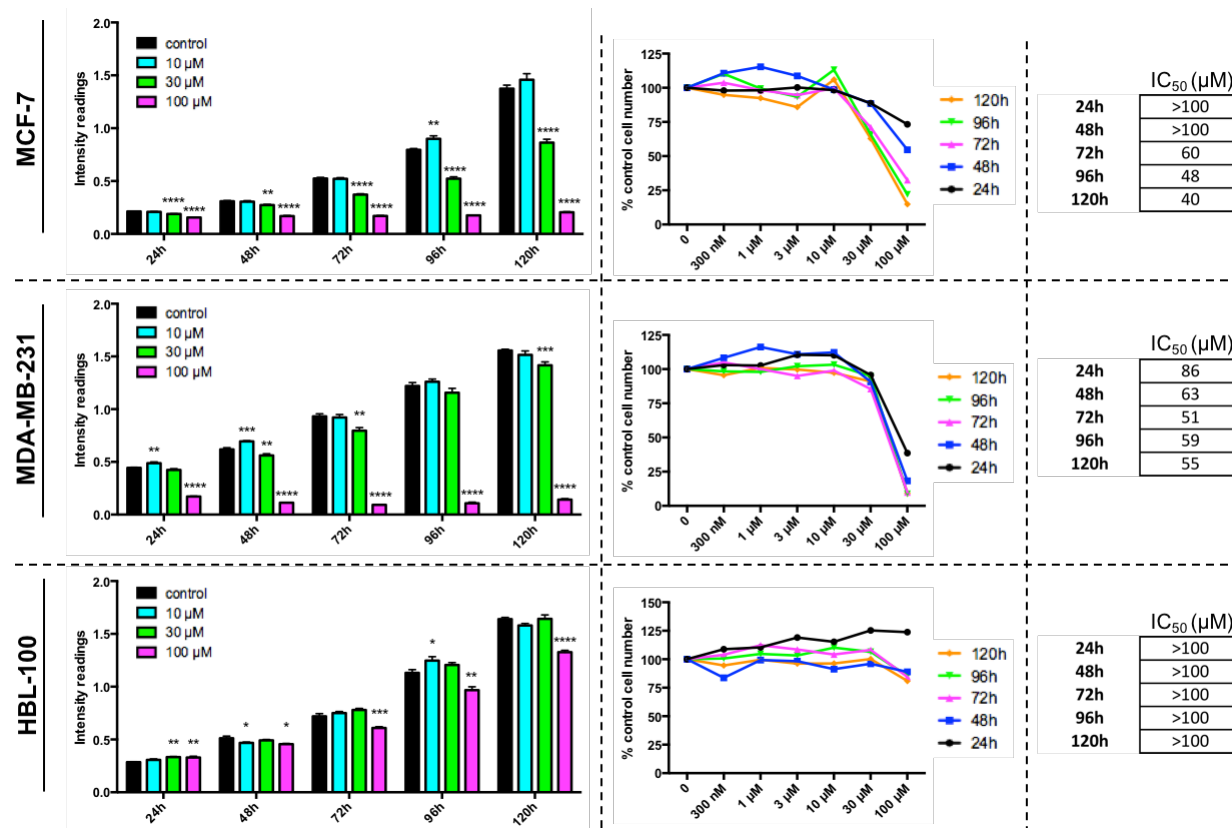 MCF-7
2.0
1.5
1.0
0.5
0.0
Intensity readings
control
10 µM
30 µM
100 µM
**** ****
** ****
**** ****
** **** ****
**** ****
24h 48h 72h 96h 120h
125
100
75
50
25
0
% control cell number
0 300 nM 1 µM 3 µM 10 µM 30 µM 100 µM
120h
96h
72h
48h
24h
IC50 (µM)
24h >100
48h >100
72h 60
96h 48
120h 40
MDA-MB-231
2.0
1.5
1.0
0.5
0.0
Intensity readings
control
10 µM
30 µM
100 µM
** ****
*** ** ****
** ****
****
*** ****
24h 48h 72h 96h 120h
125
100
75
50
25
0
% control cell number
0 300 nM 1 µM 3 µM 10 µM 30 µM 100 µM
120h
96h
72h
48h
24h
IC50 (µM)
24h 86
48h 63
72h 51
96h 59
120h 55
HBL-100
2.0
1.5
1.0
0.5
0.0
Intensity readings
control
10 µM
30 µM
100 µM
** **
* *
***
* **
****
24h 48h 72h 96h 120h
150
125
100
75
50
25
0
% control cell number
0 300 nM 1 µM 3 µM 10 µM 30 µM 100 µM
120h
96h
72h
48h
24h
IC50 (µM)
24h >100
48h >100
72h >100
96h >100
120h >100